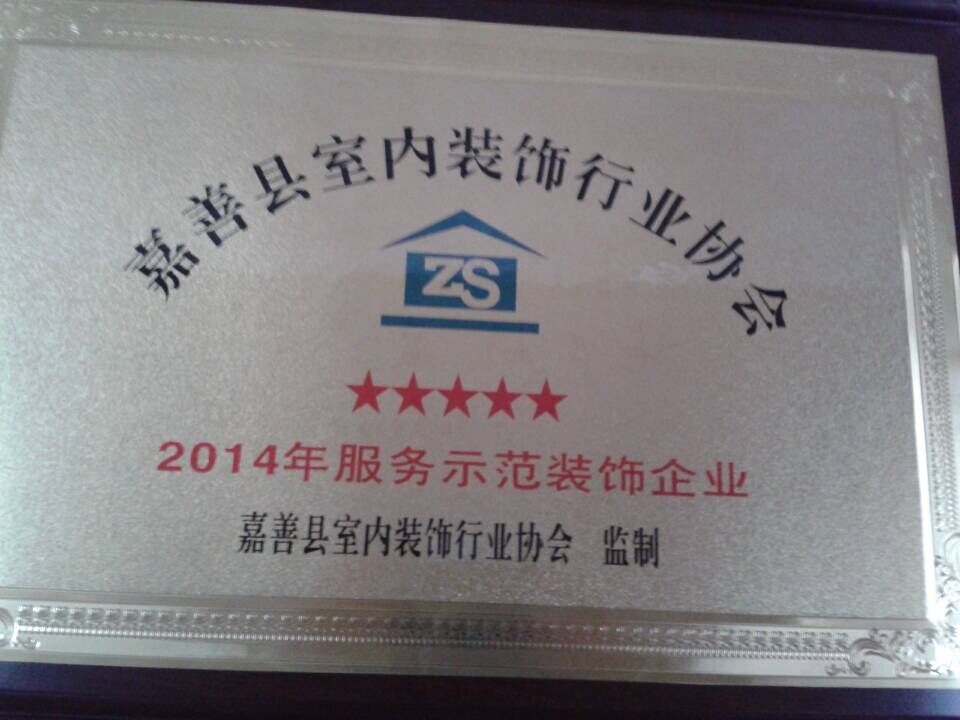 嘉善县室内装饰行业协会
ZS
★★★★★
2014年服务示范装饰企业
嘉善县室内装饰行业协会 监制